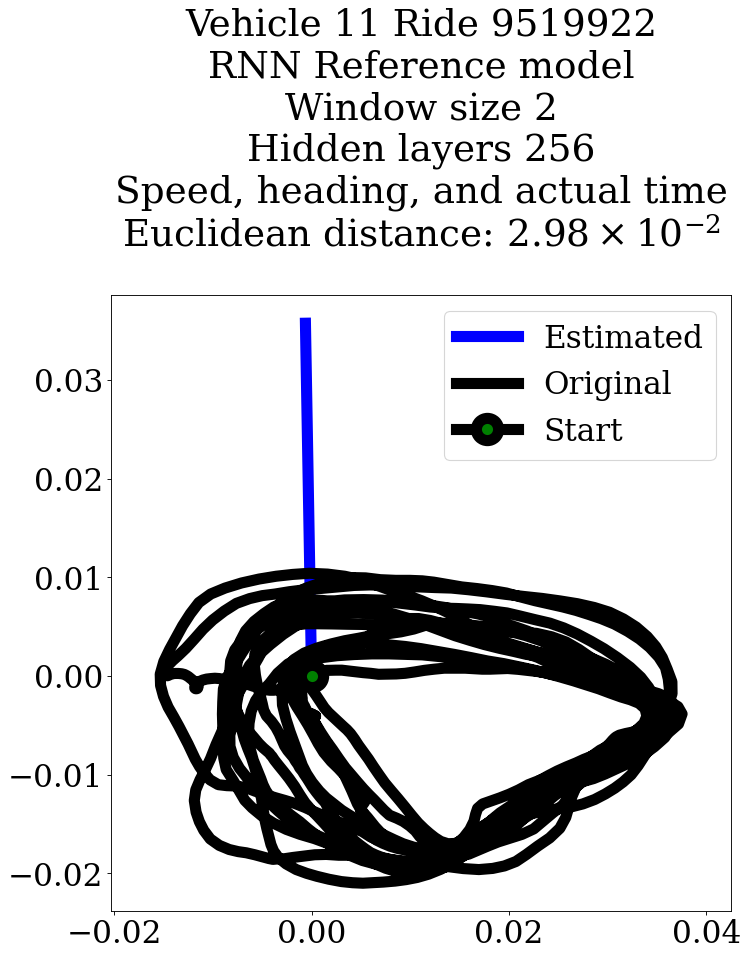 Vehicle 11 Ride 9519922
RNN Reference model
Window size 2
Hidden layers 256
Speed, heading, and actual time
Euclidean distance: 2.98 × 10⁻²
Estimated
Original
Start
0.03
0.02
0.01
0.00
−0.01
−0.02
−0.02 0.00 0.02 0.04